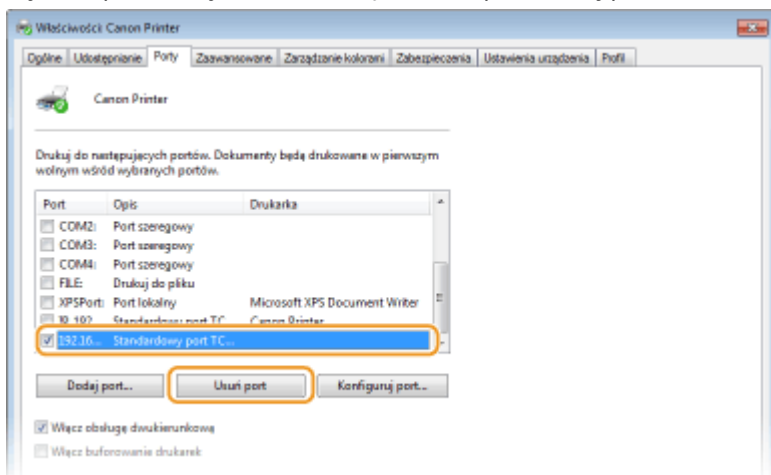 Właściwości: Canon Printer
Ogólne Udostępnianie Porty Zaawansowane Zarządzanie kolorami Zabezpieczenia Ustawienia urządzenia Profil
Canon Printer
Drukuj do następujących portów. Dokumenty będą drukowane w pierwszym
wolnym wśród wybranych portów.
Port Opis Drukarka
COM2: Port szeregowy
COM3: Port szeregowy
COM4: Port szeregowy
FILE: Drukuj do pliku
XPSPort: Port lokalny Microsoft XPS Document Writer
Standardowy port TC... Canon Printer
192.16... Standardowy port TC...
Dodaj port... Usuń port Konfiguruj port...
Włącz obsługę dwukierunkową
Włącz buforowanie drukarek